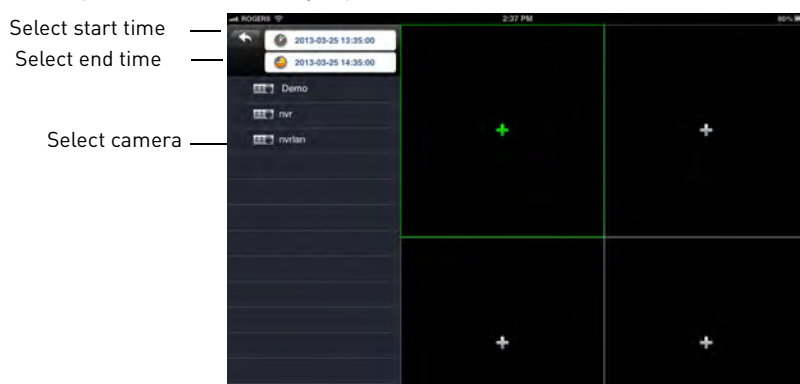 ROGERS 2:37 PM 80%
Select start time
2013-03-25 13:35:00
Select end time
2013-03-25 14:35:00
Demo
nvr
Select camera
nvrlan